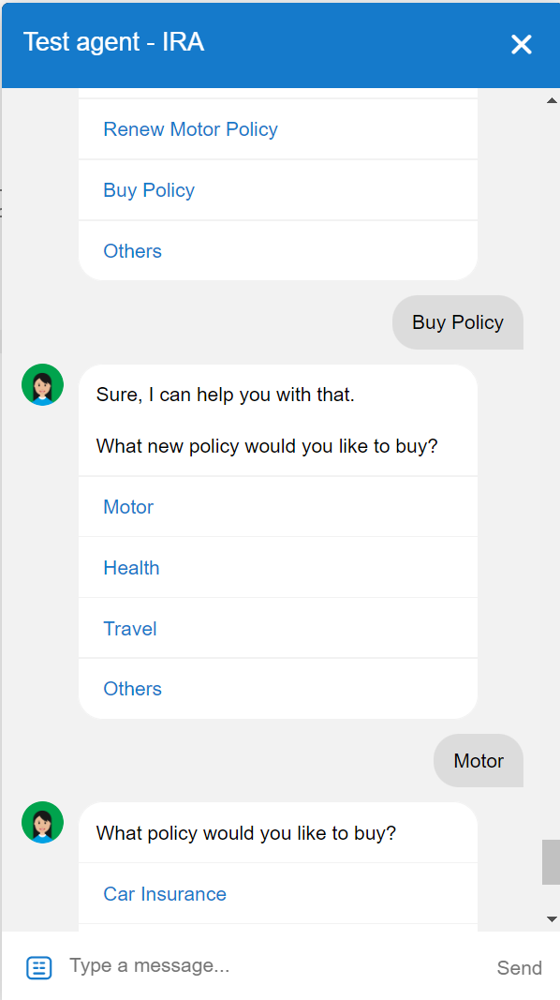 Test agent - IRA
Renew Motor Policy
Buy Policy
Others
Buy Policy
Sure, I can help you with that.
What new policy would you like to buy?
Motor
Health
Travel
Others
Motor
What policy would you like to buy?
Car Insurance
Type a message...
Send